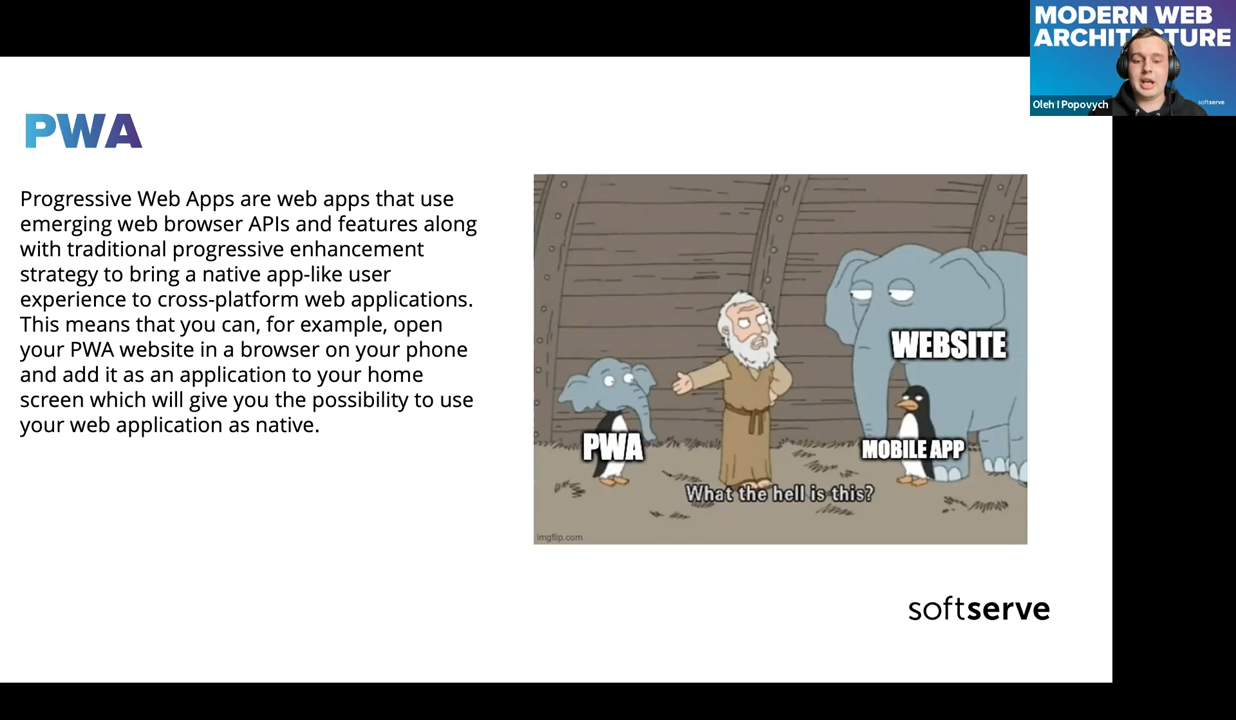 MODERN WEB
ARCHITECTURE
Oleh I Popovych
softserve
PWA
Progressive Web Apps are web apps that use
emerging web browser APIs and features along
with traditional progressive enhancement
strategy to bring a native app-like user
experience to cross-platform web applications.
This means that you can, for example, open
your PWA website in a browser on your phone
and add it as an application to your home
screen which will give you the possibility to use
your web application as native.
WEBSITE
PWA
MOBILE APP
What the hell is this?
imgflip.com
softserve